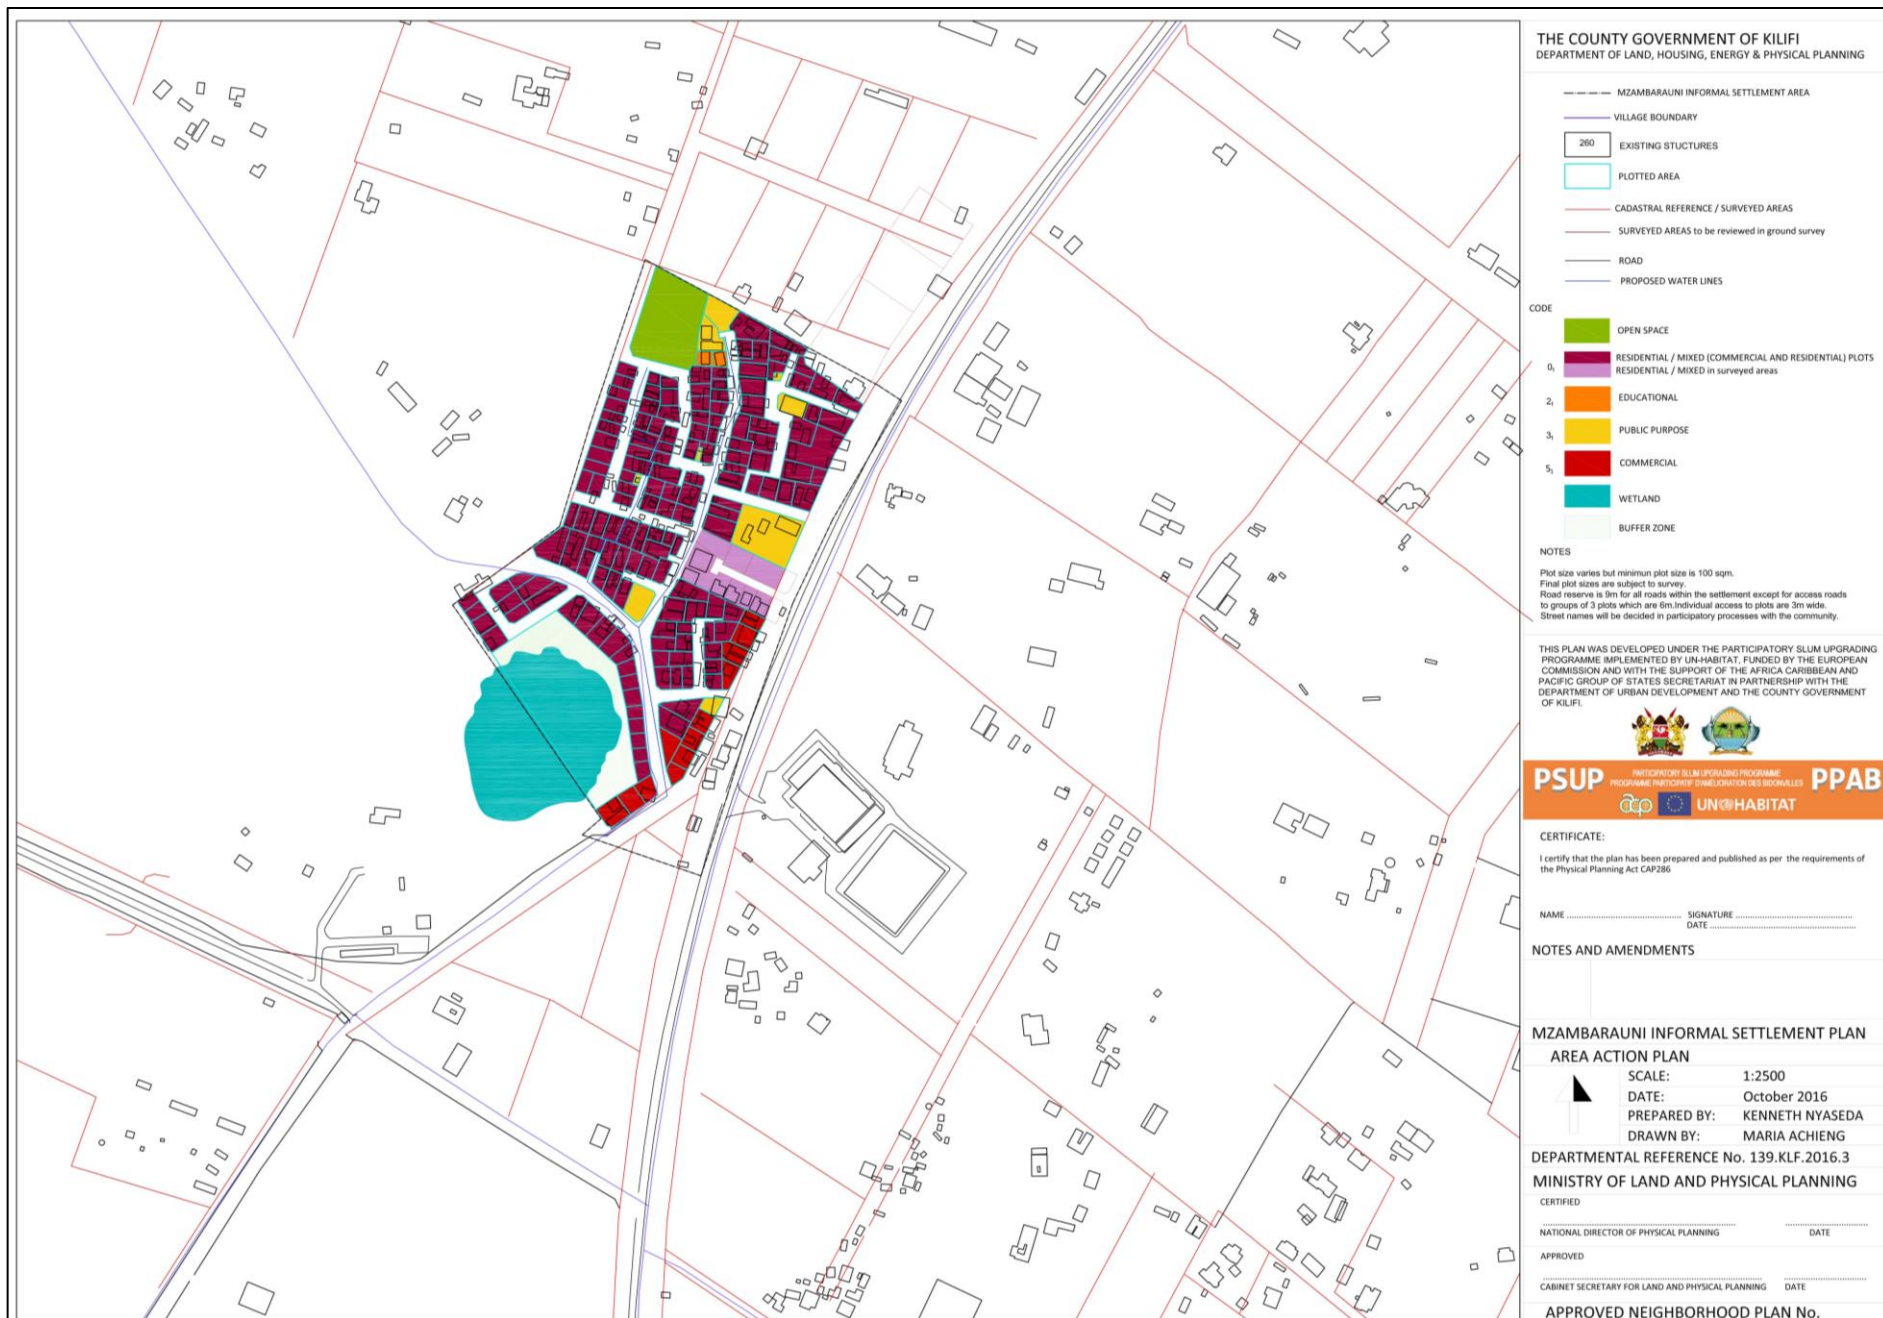 THE COUNTY GOVERNMENT OF KILIFI
DEPARTMENT OF LAND, HOUSING, ENERGY & PHYSICAL PLANNING
MZAMBARAUNI INFORMAL SETTLEMENT AREA
VILLAGE BOUNDARY
260 EXISTING STUCTURES
PLOTTED AREA
CADASTRAL REFERENCE / SURVEYED AREAS
SURVEYED AREAS to be reviewed in ground survey
ROAD
PROPOSED WATER LINES
CODE
OPEN SPACE
RESIDENTIAL / MIXED (COMMERCIAL AND RESIDENTIAL) PLOTS
0₁ RESIDENTIAL / MIXED in surveyed areas
2₁ EDUCATIONAL
3₁ PUBLIC PURPOSE
5₁ COMMERCIAL
WETLAND
BUFFER ZONE
NOTES
Plot size varies but minimun plot size is 100 sqm.
Final plot sizes are subject to survey.
Road reserve is 9m for all roads within the settlement except for access roads
to groups of 3 plots which are 6m.Individual access to plots are 3m wide.
Street names will be decided in participatory processes with the community.
THIS PLAN WAS DEVELOPED UNDER THE PARTICIPATORY SLUM UPGRADING
PROGRAMME IMPLEMENTED BY UN-HABITAT, FUNDED BY THE EUROPEAN
COMMISSION AND WITH THE SUPPORT OF THE AFRICA CARIBBEAN AND
PACIFIC GROUP OF STATES SECRETARIAT IN PARTNERSHIP WITH THE
DEPARTMENT OF URBAN DEVELOPMENT AND THE COUNTY GOVERNMENT
OF KILIFI.
PSUP PARTICIPATORY SLUM UPGRADING PROGRAMME PPAB
PROGRAMME PARTICIPATIF D'AMÉLIORATION DES BIDONVILLES
acp UN HABITAT
CERTIFICATE:
I certify that the plan has been prepared and published as per the requirements of
the Physical Planning Act CAP286
NAME ........................................ SIGNATURE ........................................
DATE ........................................
NOTES AND AMENDMENTS
MZAMBARAUNI INFORMAL SETTLEMENT PLAN
AREA ACTION PLAN
SCALE: 1:2500
DATE: October 2016
PREPARED BY: KENNETH NYASEDA
DRAWN BY: MARIA ACHIENG
DEPARTMENTAL REFERENCE No. 139.KLF.2016.3
MINISTRY OF LAND AND PHYSICAL PLANNING
CERTIFIED
NATIONAL DIRECTOR OF PHYSICAL PLANNING DATE
APPROVED
CABINET SECRETARY FOR LAND AND PHYSICAL PLANNING DATE
APPROVED NEIGHBORHOOD PLAN No.